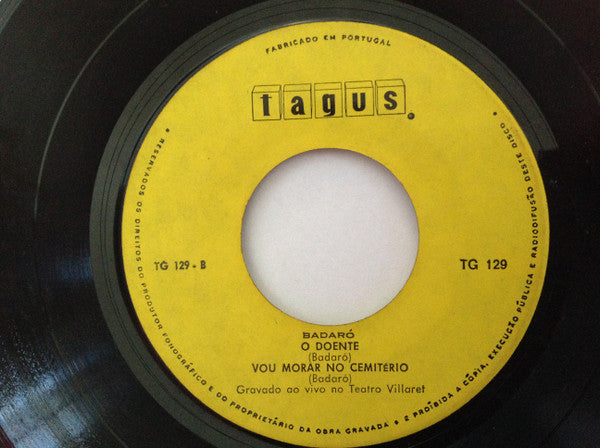 FABRICADO EM PORTUGAL
tagus.
TG 129 - B
TG 129
BADARÓ
O DOENTE
(Badaró)
VOU MORAR NO CEMITÉRIO
(Badaró)
Gravado ao vivo no Teatro Villaret
• RESERVADOS OS DIREITOS DO PRODUTOR FONOGRÁFICO E DO PROPRIETÁRIO DA OBRA GRAVADA • É PROÍBIDA A CÓPIA, EXECUÇÃO PÚBLICA E RADIODIFUSÃO DESTE DISCO •